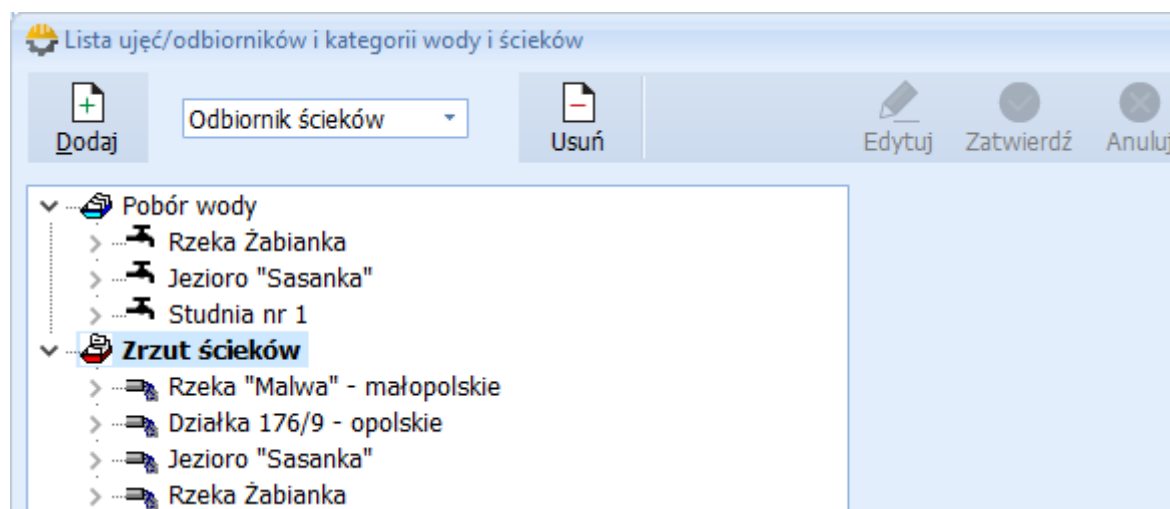 Lista ujęć/odbiorników i kategorii wody i ścieków
Dodaj
Odbiornik ścieków
Usuń
Edytuj
Zatwierdź
Anuluj
Pobór wody
Rzeka Żabianka
Jezioro "Sasanka"
Studnia nr 1
Zrzut ścieków
Rzeka "Malwa" - małopolskie
Działka 176/9 - opolskie
Jezioro "Sasanka"
Rzeka Żabianka